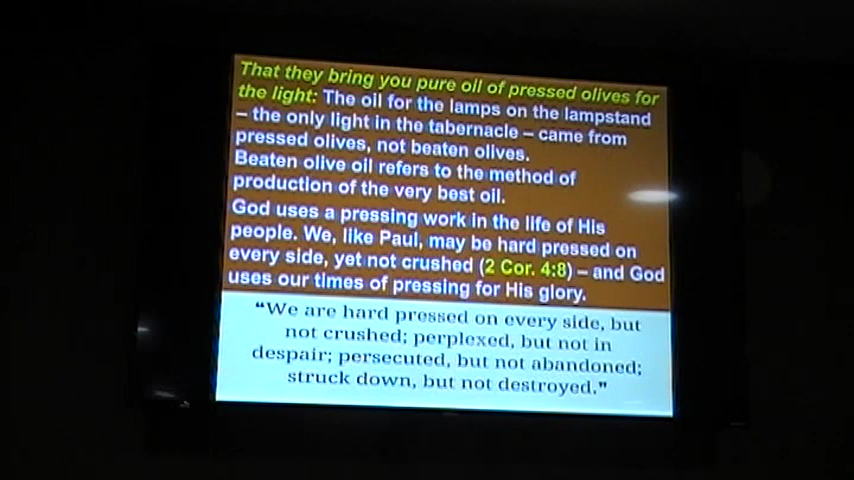 That they bring you pure oil of pressed olives for
the light: The oil for the lamps on the lampstand
– the only light in the tabernacle – came from
pressed olives, not beaten olives.
Beaten olive oil refers to the method of
production of the very best oil.
God uses a pressing work in the life of His
people. We, like Paul, may be hard pressed on
every side, yet not crushed (2 Cor. 4:8) – and God
uses our times of pressing for His glory.
“We are hard pressed on every side, but
not crushed; perplexed, but not in
despair; persecuted, but not abandoned;
struck down, but not destroyed.”